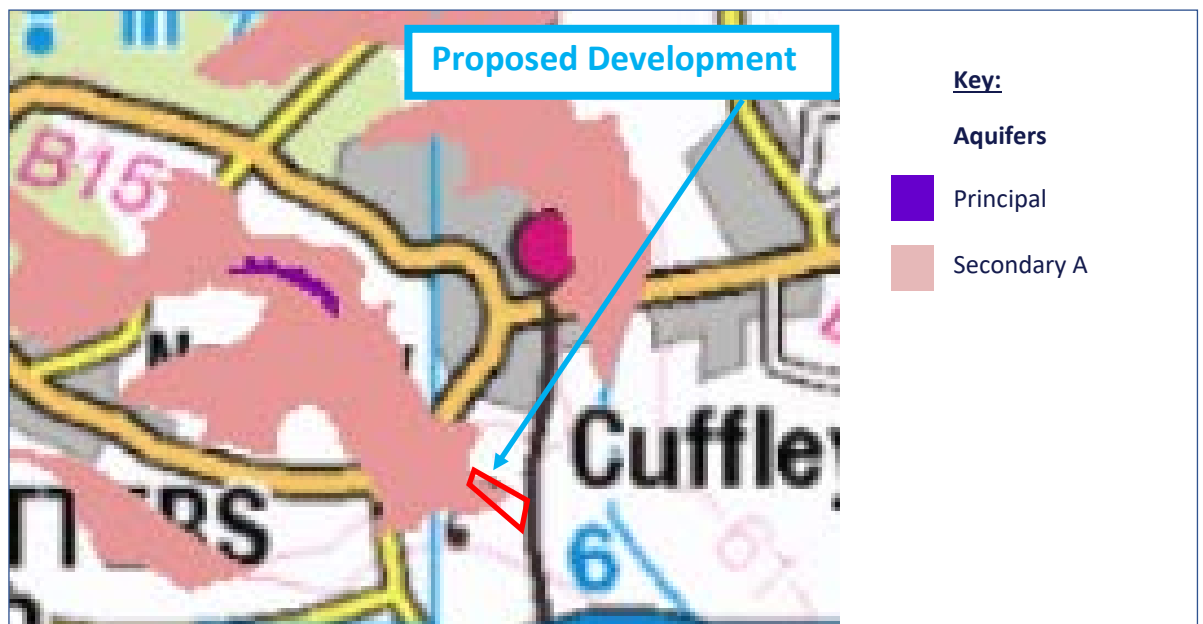 Proposed Development
Key:
Aquifers
Principal
Secondary A
B15
Cuffley
6